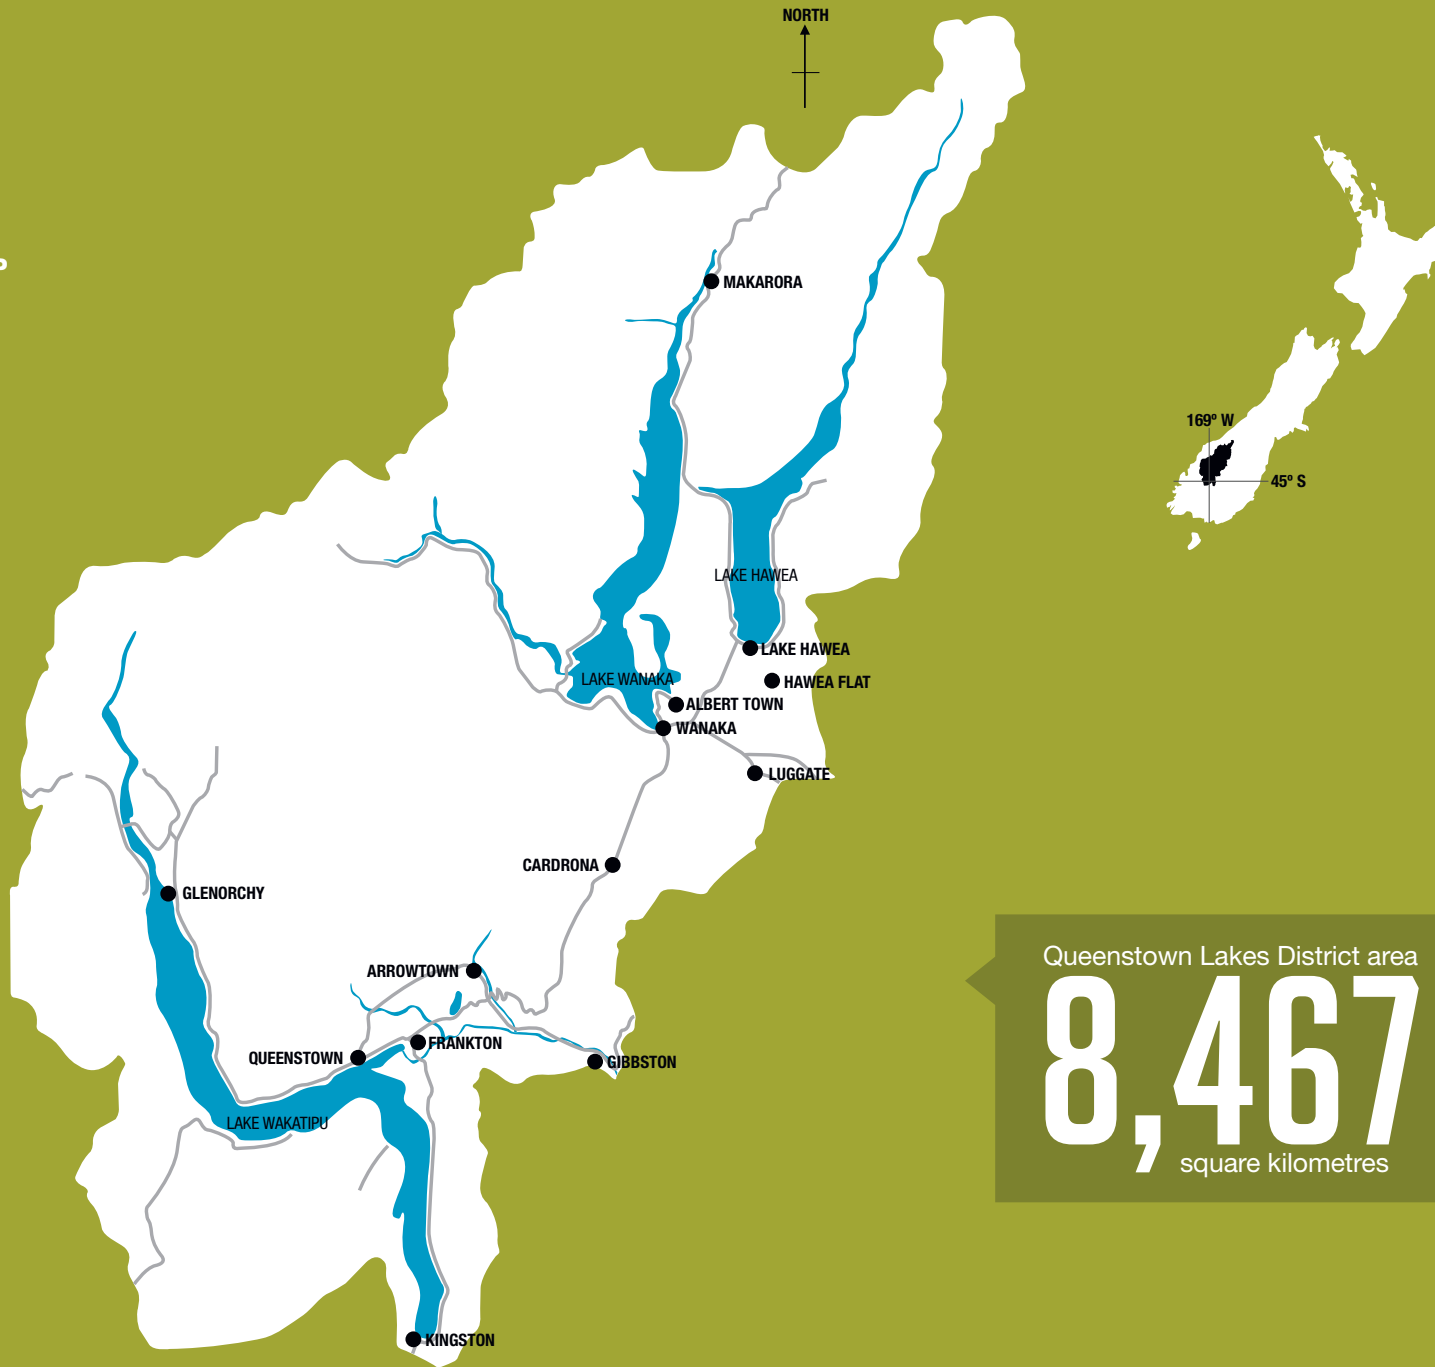 NORTH
MAKARORA
169º W
45º S
LAKE HAWEA
LAKE HAWEA
LAKE WANAKA
HAWEA FLAT
ALBERT TOWN
WANAKA
LUGGATE
CARDRONA
GLENORCHY
ARROWTOWN
FRANKTON
QUEENSTOWN
GIBBSTON
LAKE WAKATIPU
KINGSTON
Queenstown Lakes District area
8,467
square kilometres